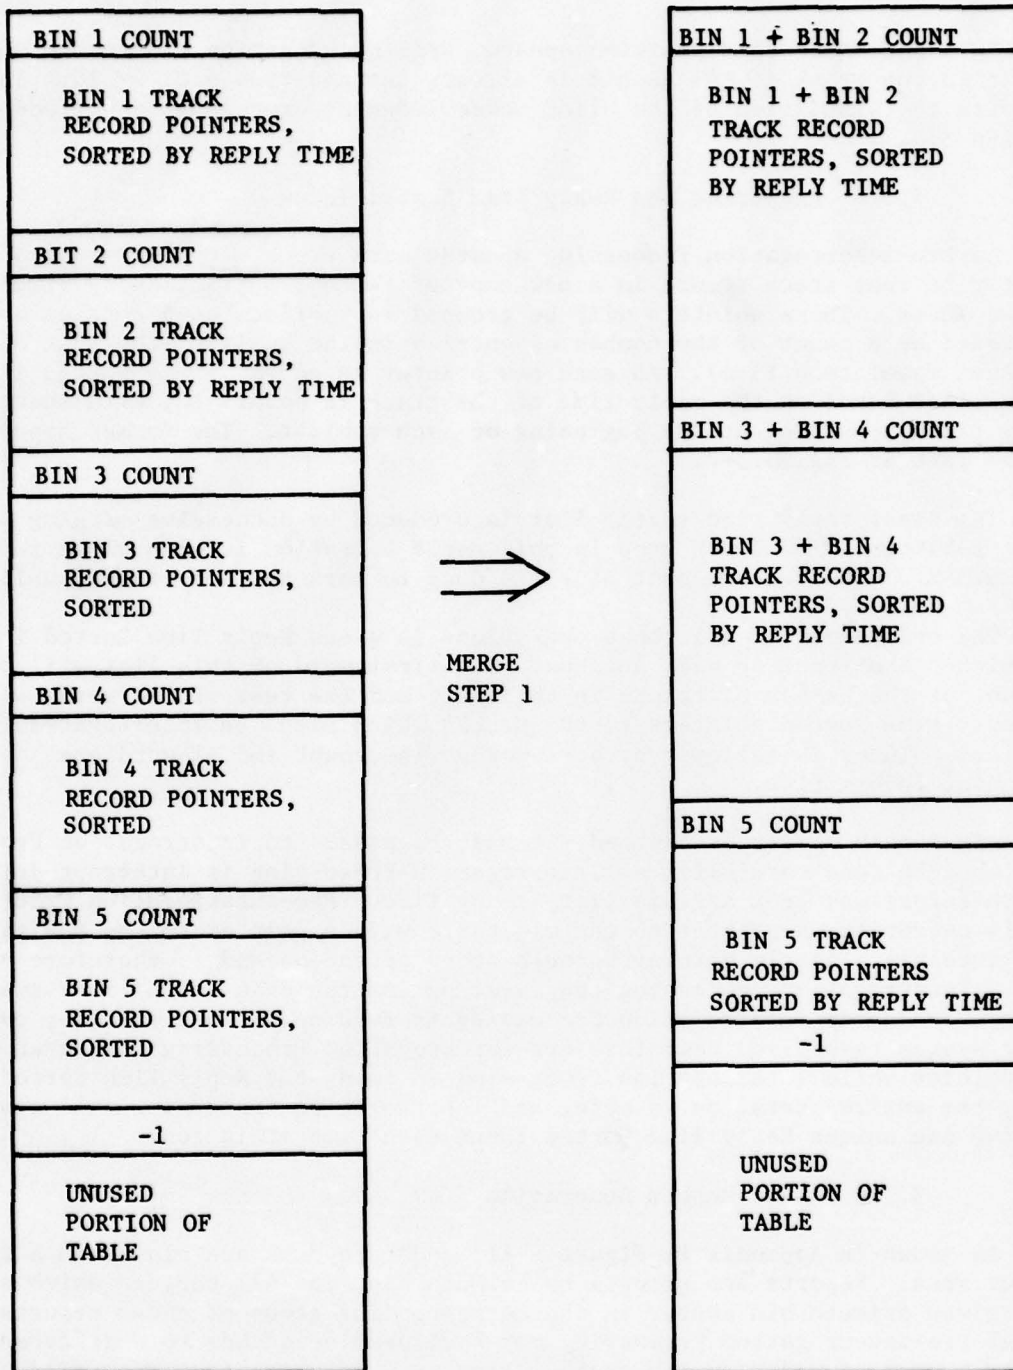 BIN 1 COUNT
BIN 1 TRACK
RECORD POINTERS,
SORTED BY REPLY TIME
BIT 2 COUNT
BIN 2 TRACK
RECORD POINTERS,
SORTED BY REPLY TIME
BIN 3 COUNT
BIN 3 TRACK
RECORD POINTERS,
SORTED
BIN 4 COUNT
BIN 4 TRACK
RECORD POINTERS,
SORTED
BIN 5 COUNT
BIN 5 TRACK
RECORD POINTERS,
SORTED
-1
UNUSED
PORTION OF
TABLE
MERGE
STEP 1
BIN 1 + BIN 2 COUNT
BIN 1 + BIN 2
TRACK RECORD
POINTERS, SORTED
BY REPLY TIME
BIN 3 + BIN 4 COUNT
BIN 3 + BIN 4
TRACK RECORD
POINTERS, SORTED
BY REPLY TIME
BIN 5 COUNT
BIN 5 TRACK
RECORD POINTERS
SORTED BY REPLY TIME
-1
UNUSED
PORTION OF
TABLE